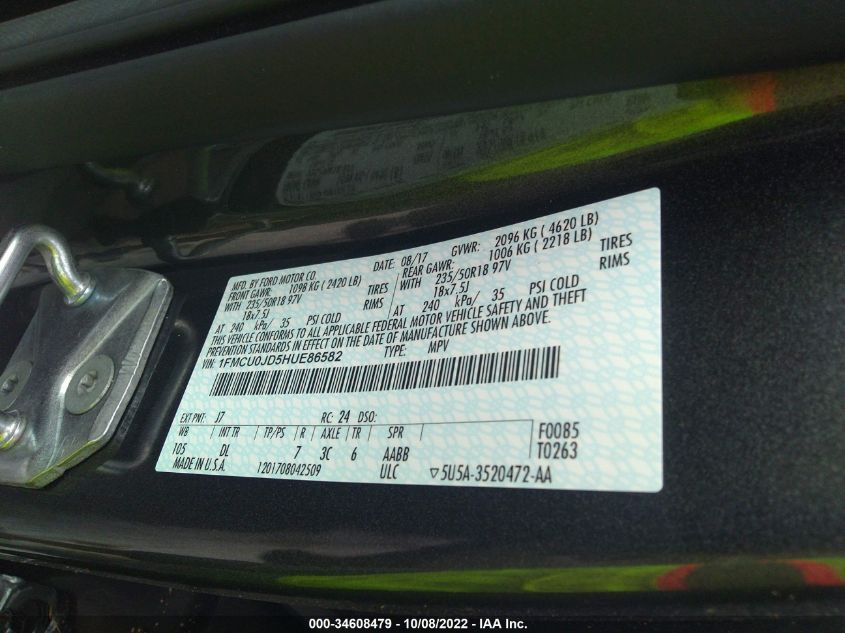 MFD. BY FORD MOTOR CO.
DATE: 08/17 GVWR: 2096 KG ( 4620 LB)
FRONT GAWR: 1098 KG ( 2420 LB) REAR GAWR: 1006 KG ( 2218 LB)
WITH 235/50R18 97V TIRES WITH 235/50R18 97V TIRES
18x7.5J RIMS 18x7.5J RIMS
AT 240 kPa/ 35 PSI COLD AT 240 kPa/ 35 PSI COLD
THIS VEHICLE CONFORMS TO ALL APPLICABLE FEDERAL MOTOR VEHICLE SAFETY AND THEFT
PREVENTION STANDARDS IN EFFECT ON THE DATE OF MANUFACTURE SHOWN ABOVE.
VIN: 1FMCU0JD5HUE86582 TYPE: MPV
EXT PNT: J7 RC: 24 DSO:
WB INT TR TP/PS R AXLE TR SPR F0085
105 DL 7 3C 6 AABB T0263
MADE IN U.S.A. 1201708042509 ULC ▽5U5A-3520472-AA
000-34608479 - 10/08/2022 - IAA Inc.